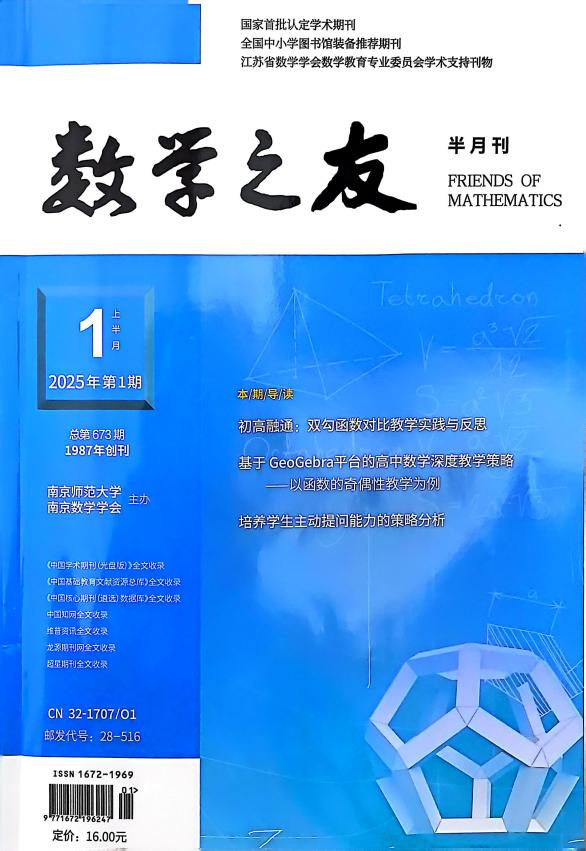 国家首批认定学术期刊
全国中小学图书馆装备推荐期刊
江苏省数学学会数学教育专业委员会学术支持刊物
数学之友
半月刊
FRIENDS OF
MATHEMATICS
1
上半月
2025年第1期
总第673期
1987年创刊
南京师范大学
南京数学学会
主办
《中国学术期刊(光盘版)》全文收录
《中国基础教育文献资源总库》全文收录
《中国核心期刊(遴选)数据库》全文收录
中国知网全文收录
维普资讯全文收录
龙源期刊网全文收录
超星期刊全文收录
CN 32-1707/O1
邮发代号：28-516
ISSN 1672-1969
01>
9 771672 196247
定价：16.00元
Tetrahedron
V = a³√2
12
本/期/导/读
初高融通：双勾函数对比教学实践与反思
基于 GeoGebra平台的高中数学深度教学策略
——以函数的奇偶性教学为例
培养学生主动提问能力的策略分析